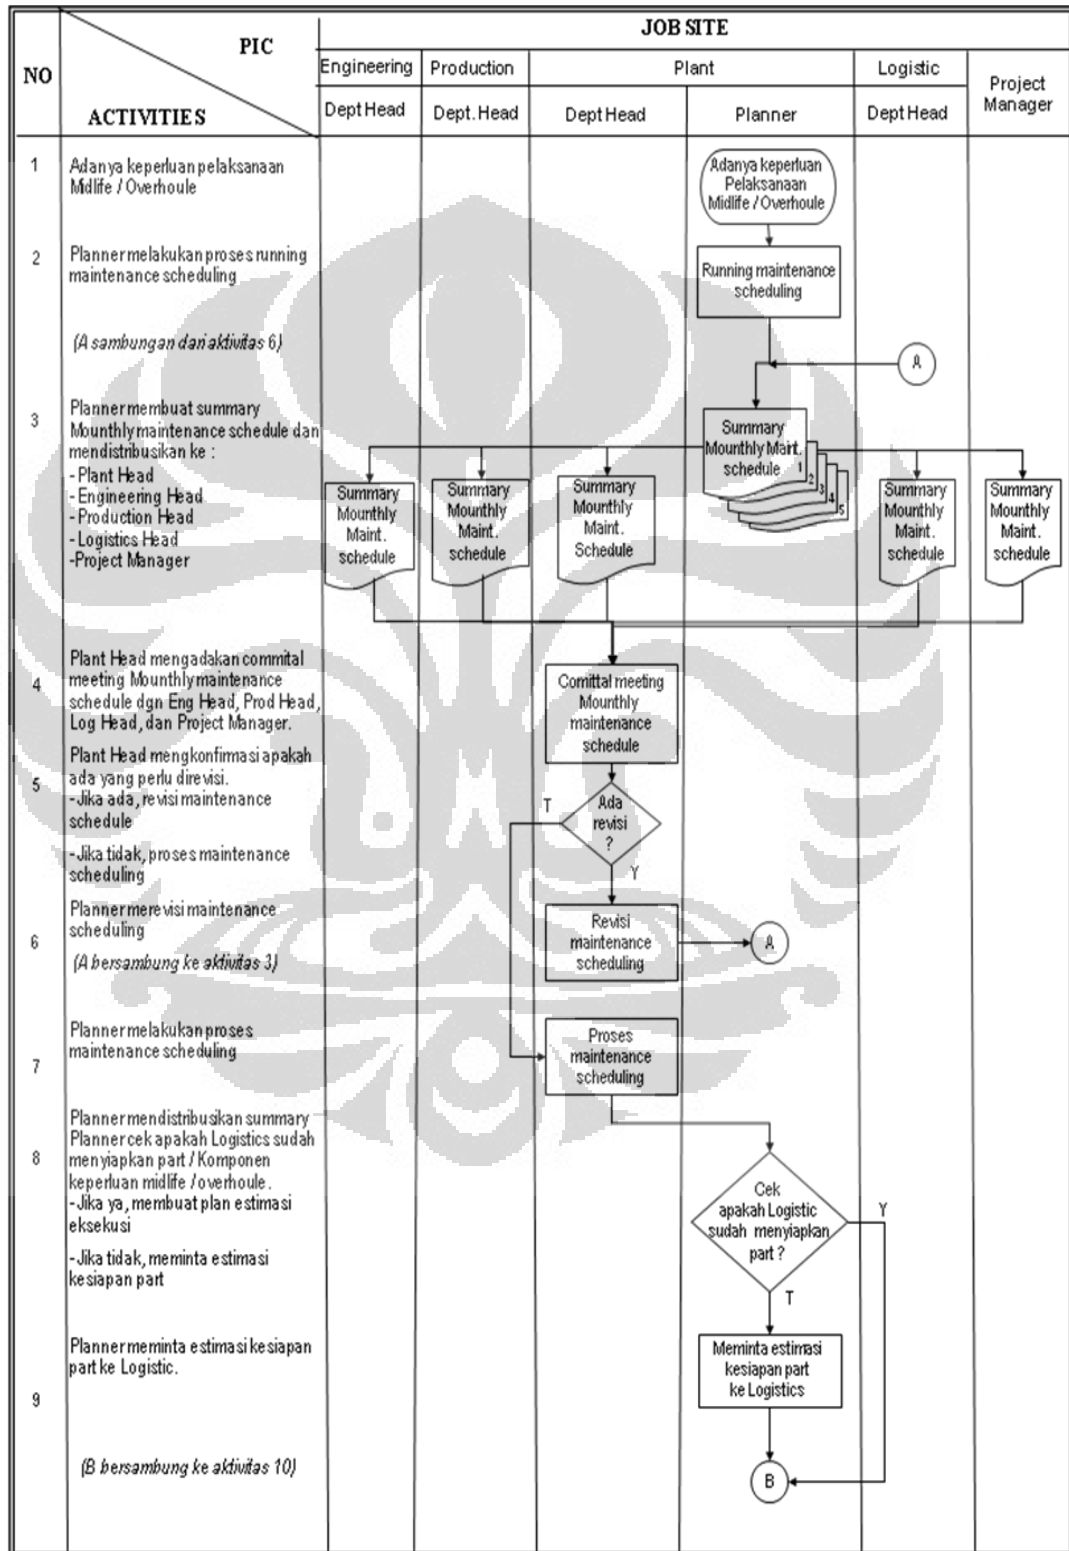 JOB SITE
PIC
NO
ACTIVITIES
Engineering
Production
Plant
Logistic
Project
Manager
Dept Head
Dept. Head
Dept Head
Planner
Dept Head
1
Adanya keperluan pelaksanaan
Midlife / Overhoule
Adanya keperluan
Pelaksanaan
Midlife / Overhoule
2
Planner melakukan proses running
maintenance scheduling
Running maintenance
scheduling
(A sambungan dari aktivitas 6)
A
3
Planner membuat summary
Mounthly maintenance schedule dan
mendistribusikan ke :
- Plant Head
- Engineering Head
- Production Head
- Logistics Head
-Project Manager
Summary
Mounthly Maint.
schedule
1
2
3
4
5
Summary
Mounthly
Maint.
schedule
Summary
Mounthly
Maint.
schedule
Summary
Mounthly
Maint.
Schedule
Summary
Mounthly
Maint.
schedule
Summary
Mounthly
Maint.
schedule
4
Plant Head mengadakan commital
meeting Mounthly maintenance
schedule dgn Eng Head, Prod Head,
Log Head, dan Project Manager.
Comittal meeting
Mounthly
maintenance
schedule
5
Plant Head mengkonfirmasi apakah
ada yang perlu direvisi.
-Jika ada, revisi maintenance
schedule
-Jika tidak, proses maintenance
scheduling
T
Ada
revisi
?
Y
6
Planner merevisi maintenance
scheduling
(A bersambung ke aktivitas 3)
Revisi
maintenance
scheduling
A
7
Planner melakukan proses
maintenance scheduling
Proses
maintenance
scheduling
8
Planner mendistribusikan summary
Planner cek apakah Logistics sudah
menyiapkan part / Komponen
keperluan midlife / overhoule.
-Jika ya, membuat plan estimasi
eksekusi
-Jika tidak, meminta estimasi
kesiapan part
Cek
apakah Logistic
sudah menyiapkan
part ?
Y
T
9
Planner meminta estimasi kesiapan
part ke Logistic.
Meminta estimasi
kesiapan part
ke Logistics
(B bersambung ke aktivitas 10)
B